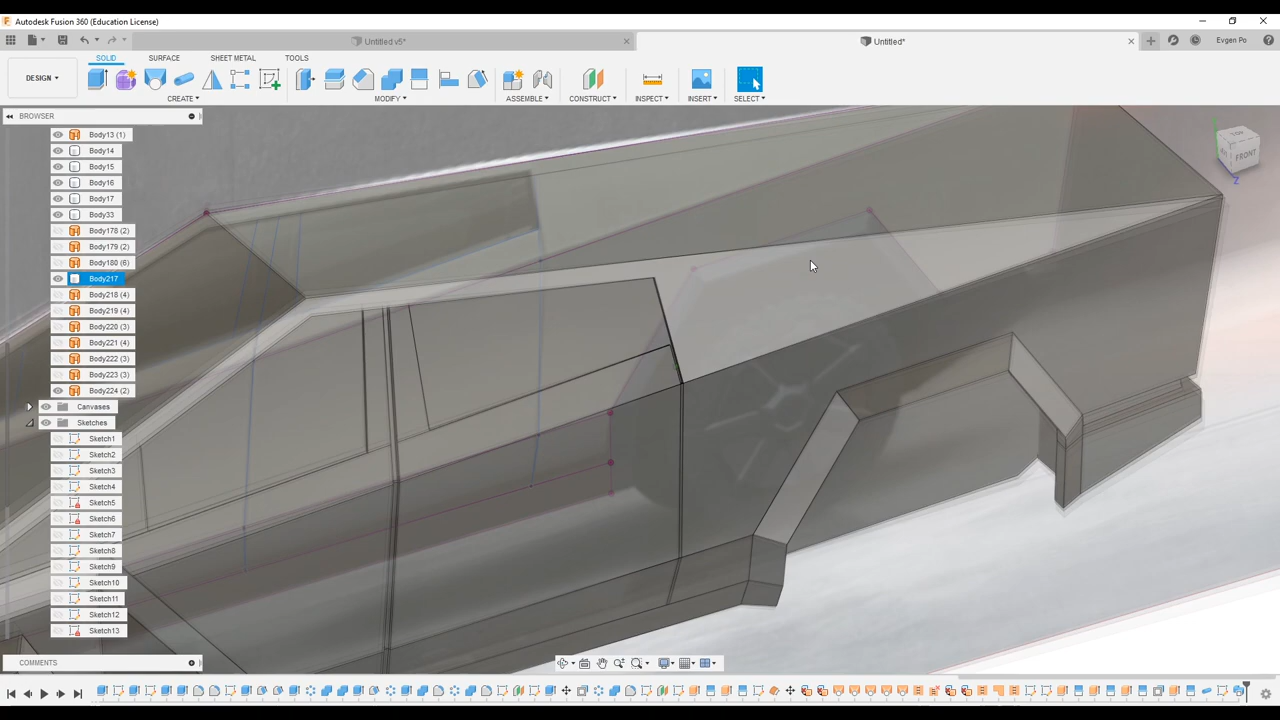 Autodesk Fusion 360 (Education License)
Untitled v5*
Untitled*
Evgen Po
DESIGN
SOLID SURFACE SHEET METAL TOOLS
CREATE MODIFY ASSEMBLE CONSTRUCT INSPECT INSERT SELECT
BROWSER
Body13 (1)
Body14
Body15
Body16
Body17
Body33
Body178 (2)
Body179 (2)
Body180 (6)
Body217
Body218 (4)
Body219 (4)
Body220 (3)
Body221 (4)
Body222 (3)
Body223 (3)
Body224 (2)
Canvases
Sketches
Sketch1
Sketch2
Sketch3
Sketch4
Sketch5
Sketch6
Sketch7
Sketch8
Sketch9
Sketch10
Sketch11
Sketch12
Sketch13
FRONT
Z
COMMENTS